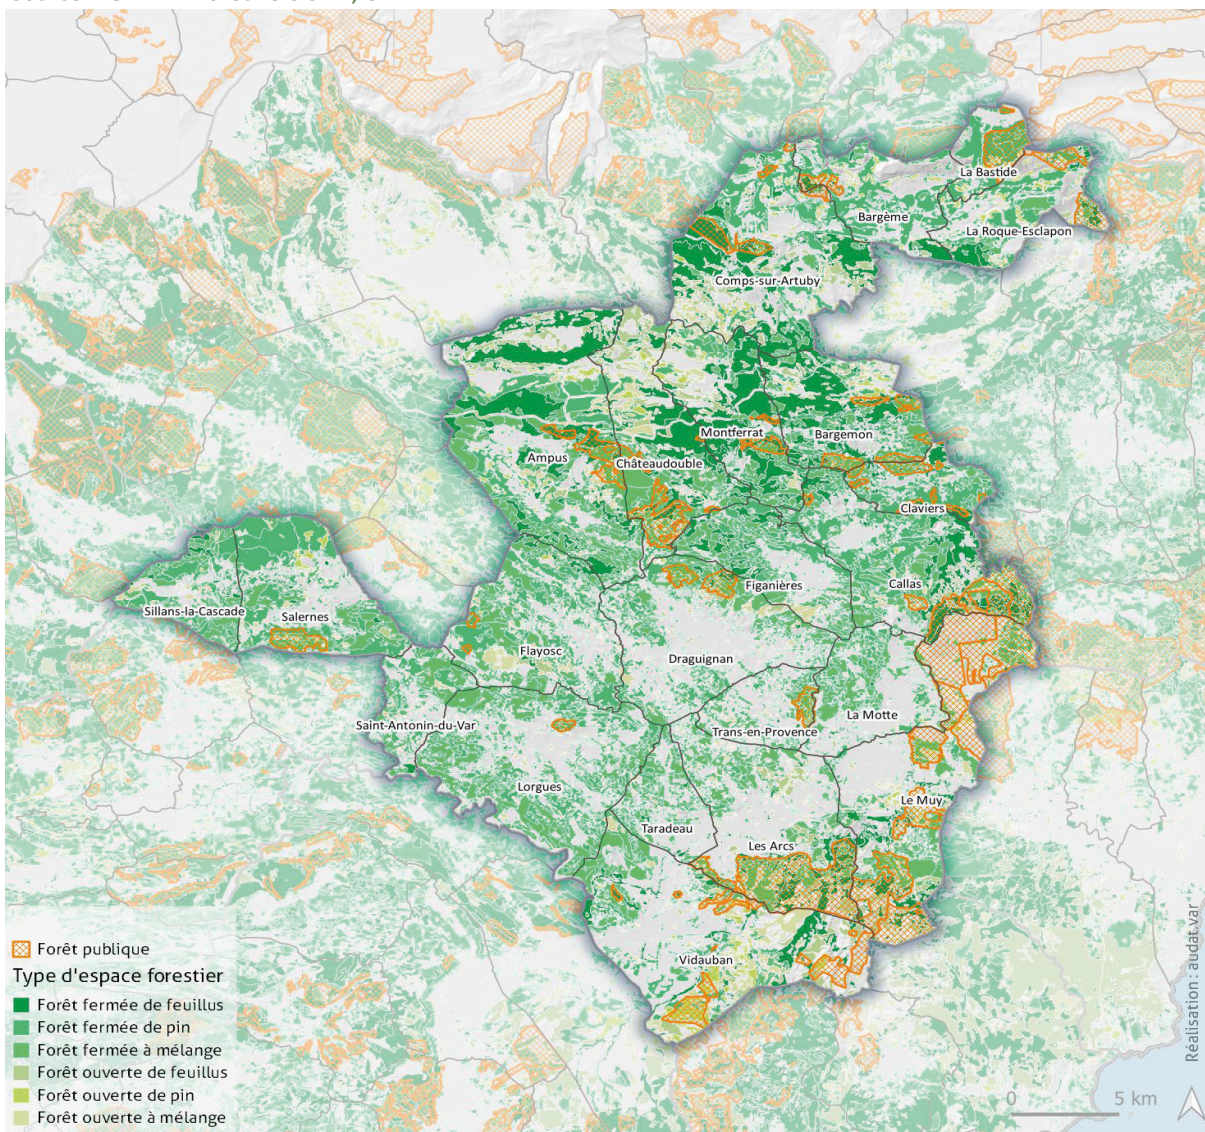 La Bastide
Bargème
La Roque-Esclapon
Comps-sur-Artuby
Montferrat
Bargemon
Ampus
Châteaudouble
Claviers
Figanières
Callas
Sillans-la-Cascade
Salernes
Flayosc
Draguignan
La Motte
Saint-Antonin-du-Var
Trans-en-Provence
Lorgues
Le Muy
Taradeau
Les Arcs
Vidauban
Forêt publique
Type d'espace forestier
Forêt fermée de feuillus
Forêt fermée de pin
Forêt fermée à mélange
Forêt ouverte de feuillus
Forêt ouverte de pin
Forêt ouverte à mélange
0 5 km
Réalisation : audat.var